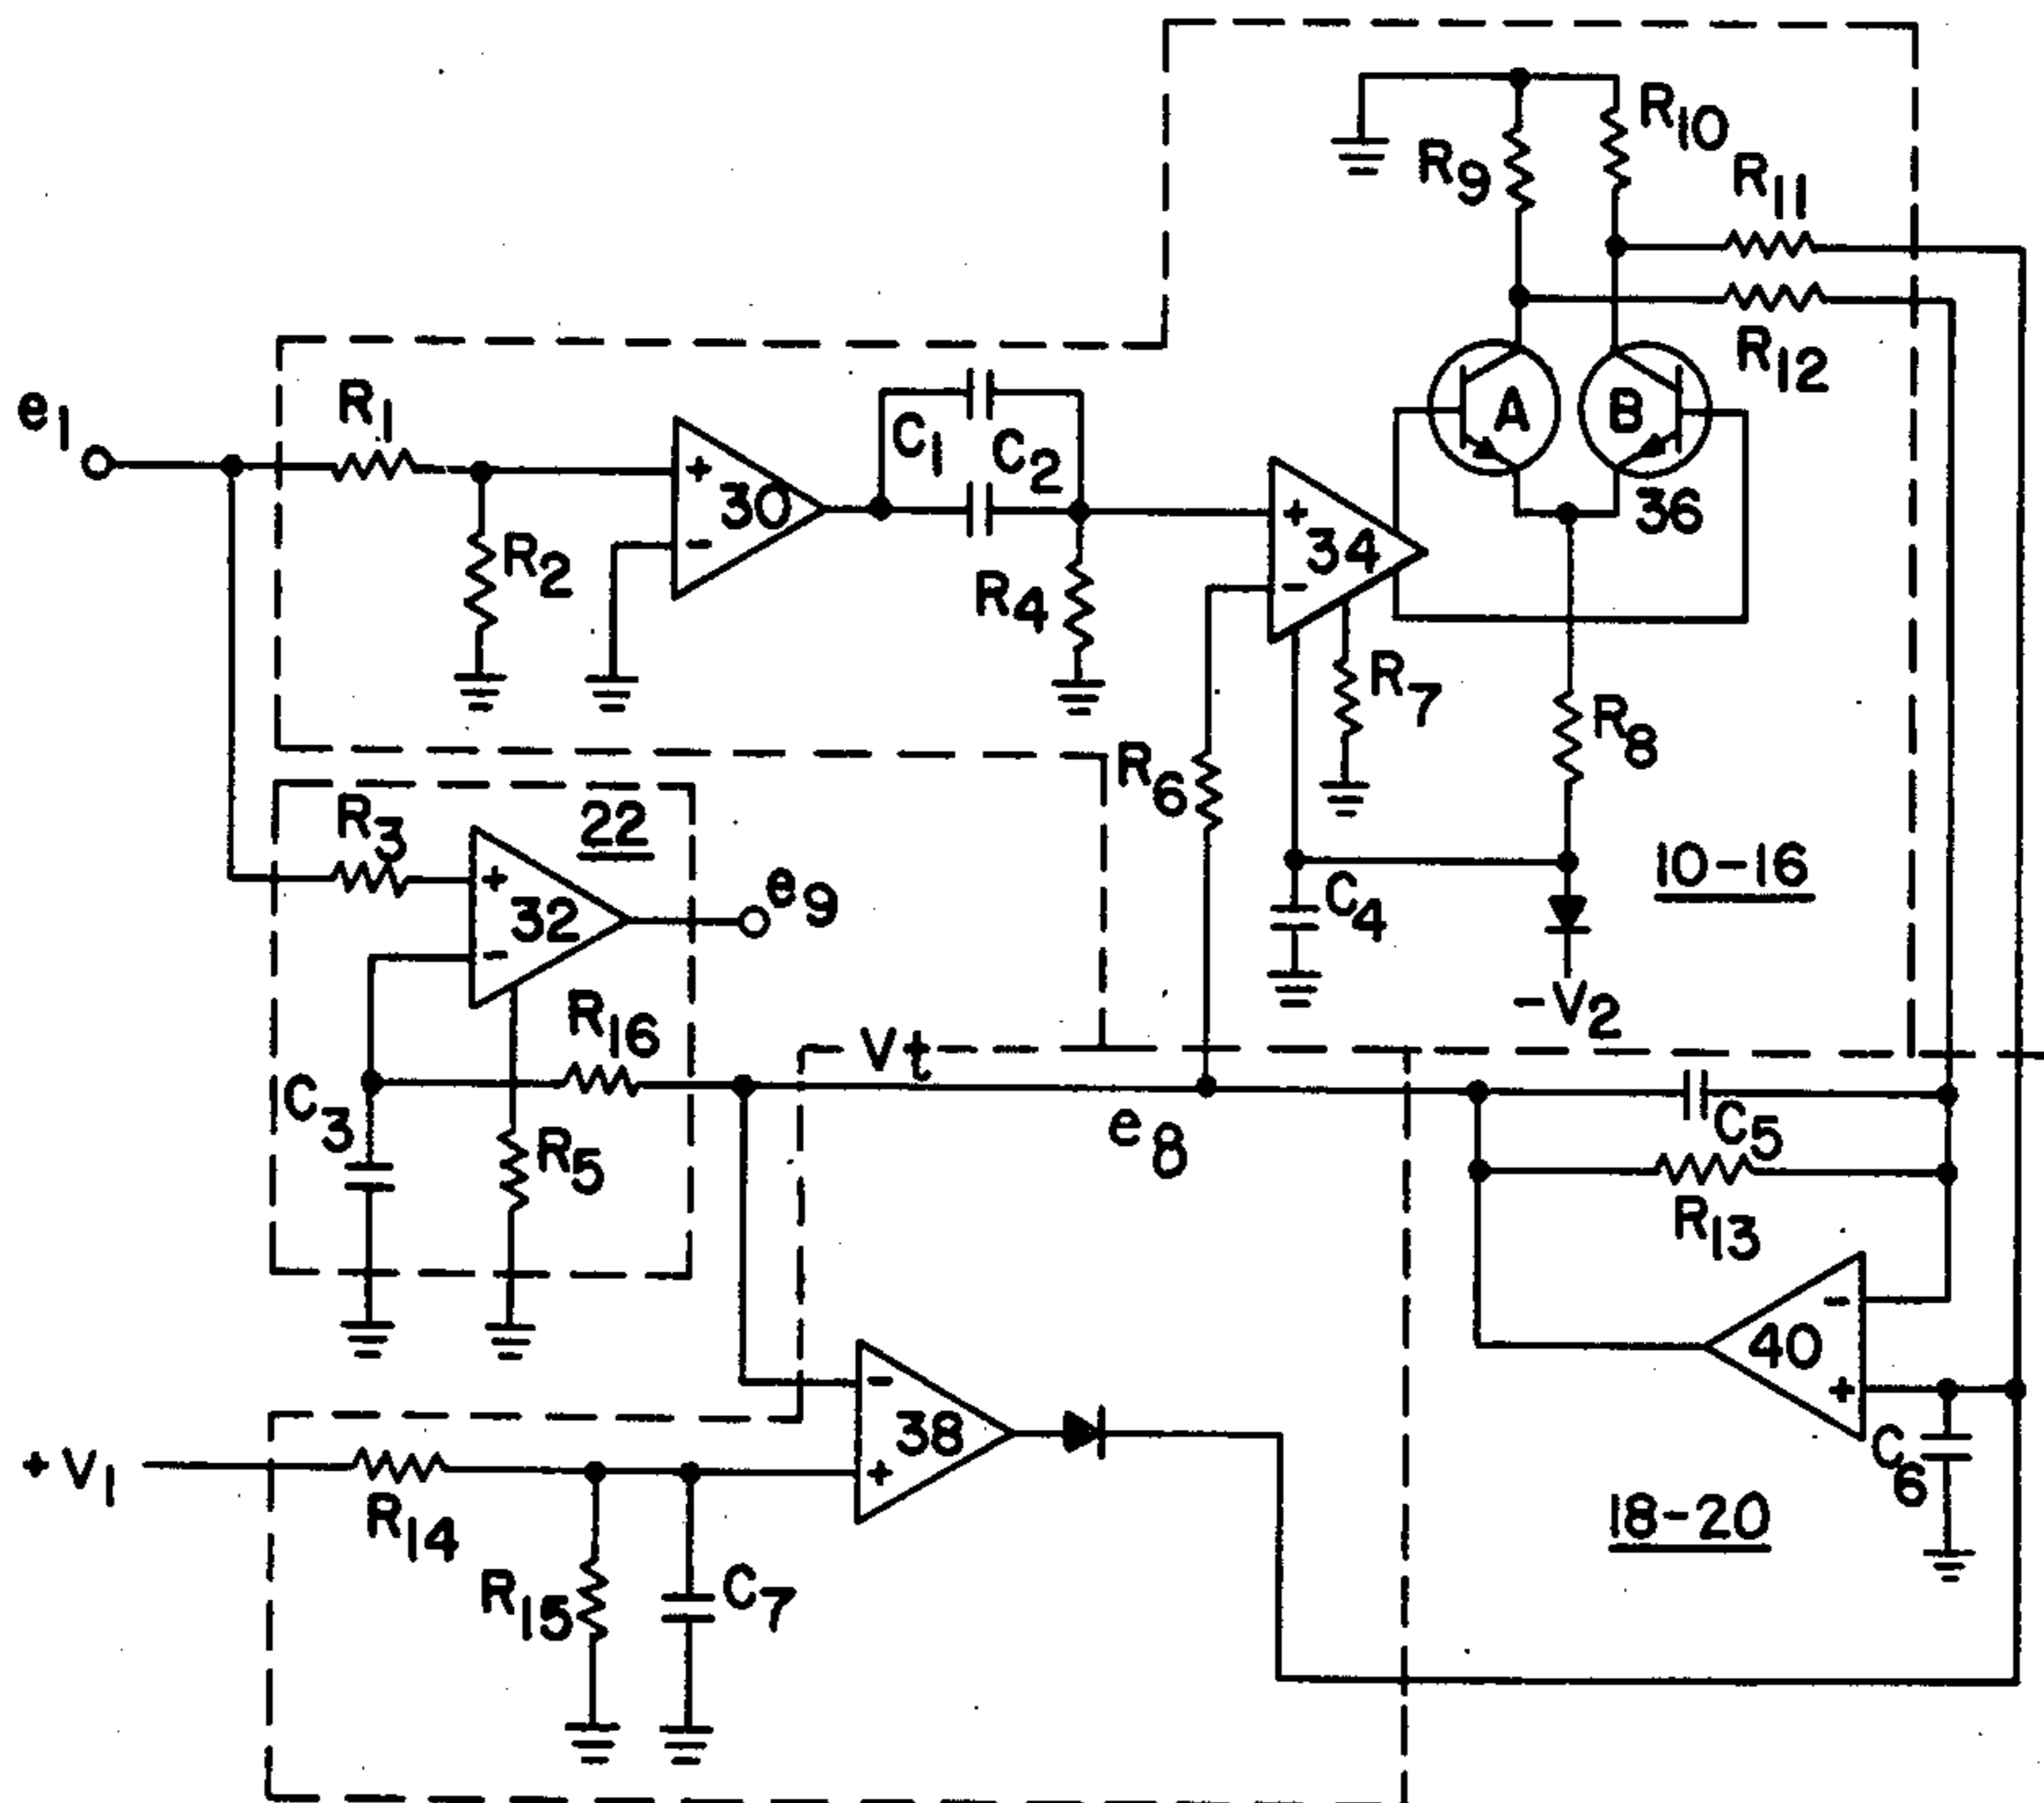 R10
R9
R11
R12
e1
R1
C1
C2
A
B
+
30
-
R2
R4
+
34
-
36
R7
R8
R6
R3
22
+
32
-
e9
C4
10-16
-V2
R16
Vt
C3
R5
e8
C5
R13
-
40
+
-
38
+
+V1
R14
R15
C7
C6
18-20